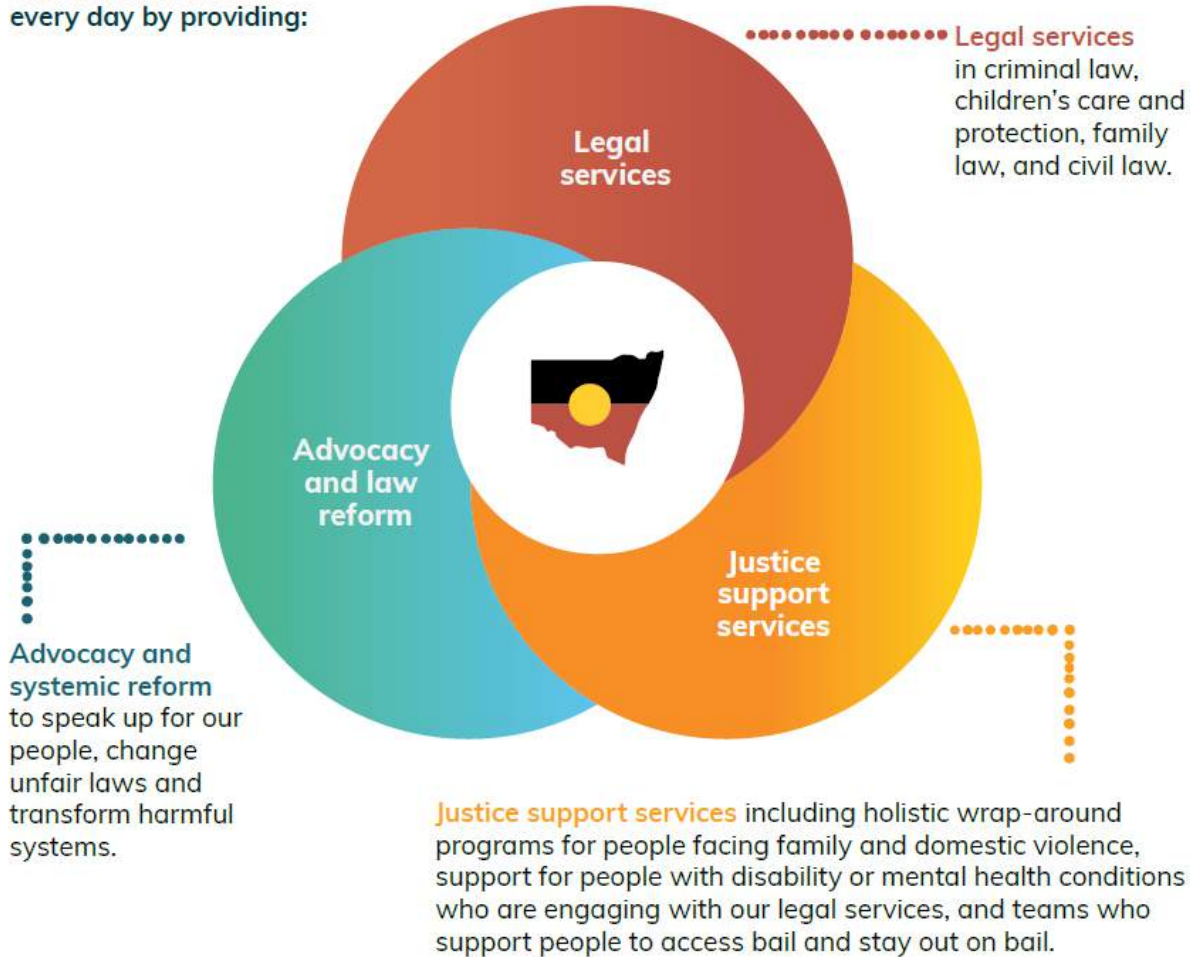 every day by providing:
Legal services
in criminal law,
children’s care and
protection, family
law, and civil law.
Legal
services
Advocacy
and law
reform
Justice
support
services
Advocacy and
systemic reform
to speak up for our
people, change
unfair laws and
transform harmful
systems.
Justice support services including holistic wrap-around
programs for people facing family and domestic violence,
support for people with disability or mental health conditions
who are engaging with our legal services, and teams who
support people to access bail and stay out on bail.